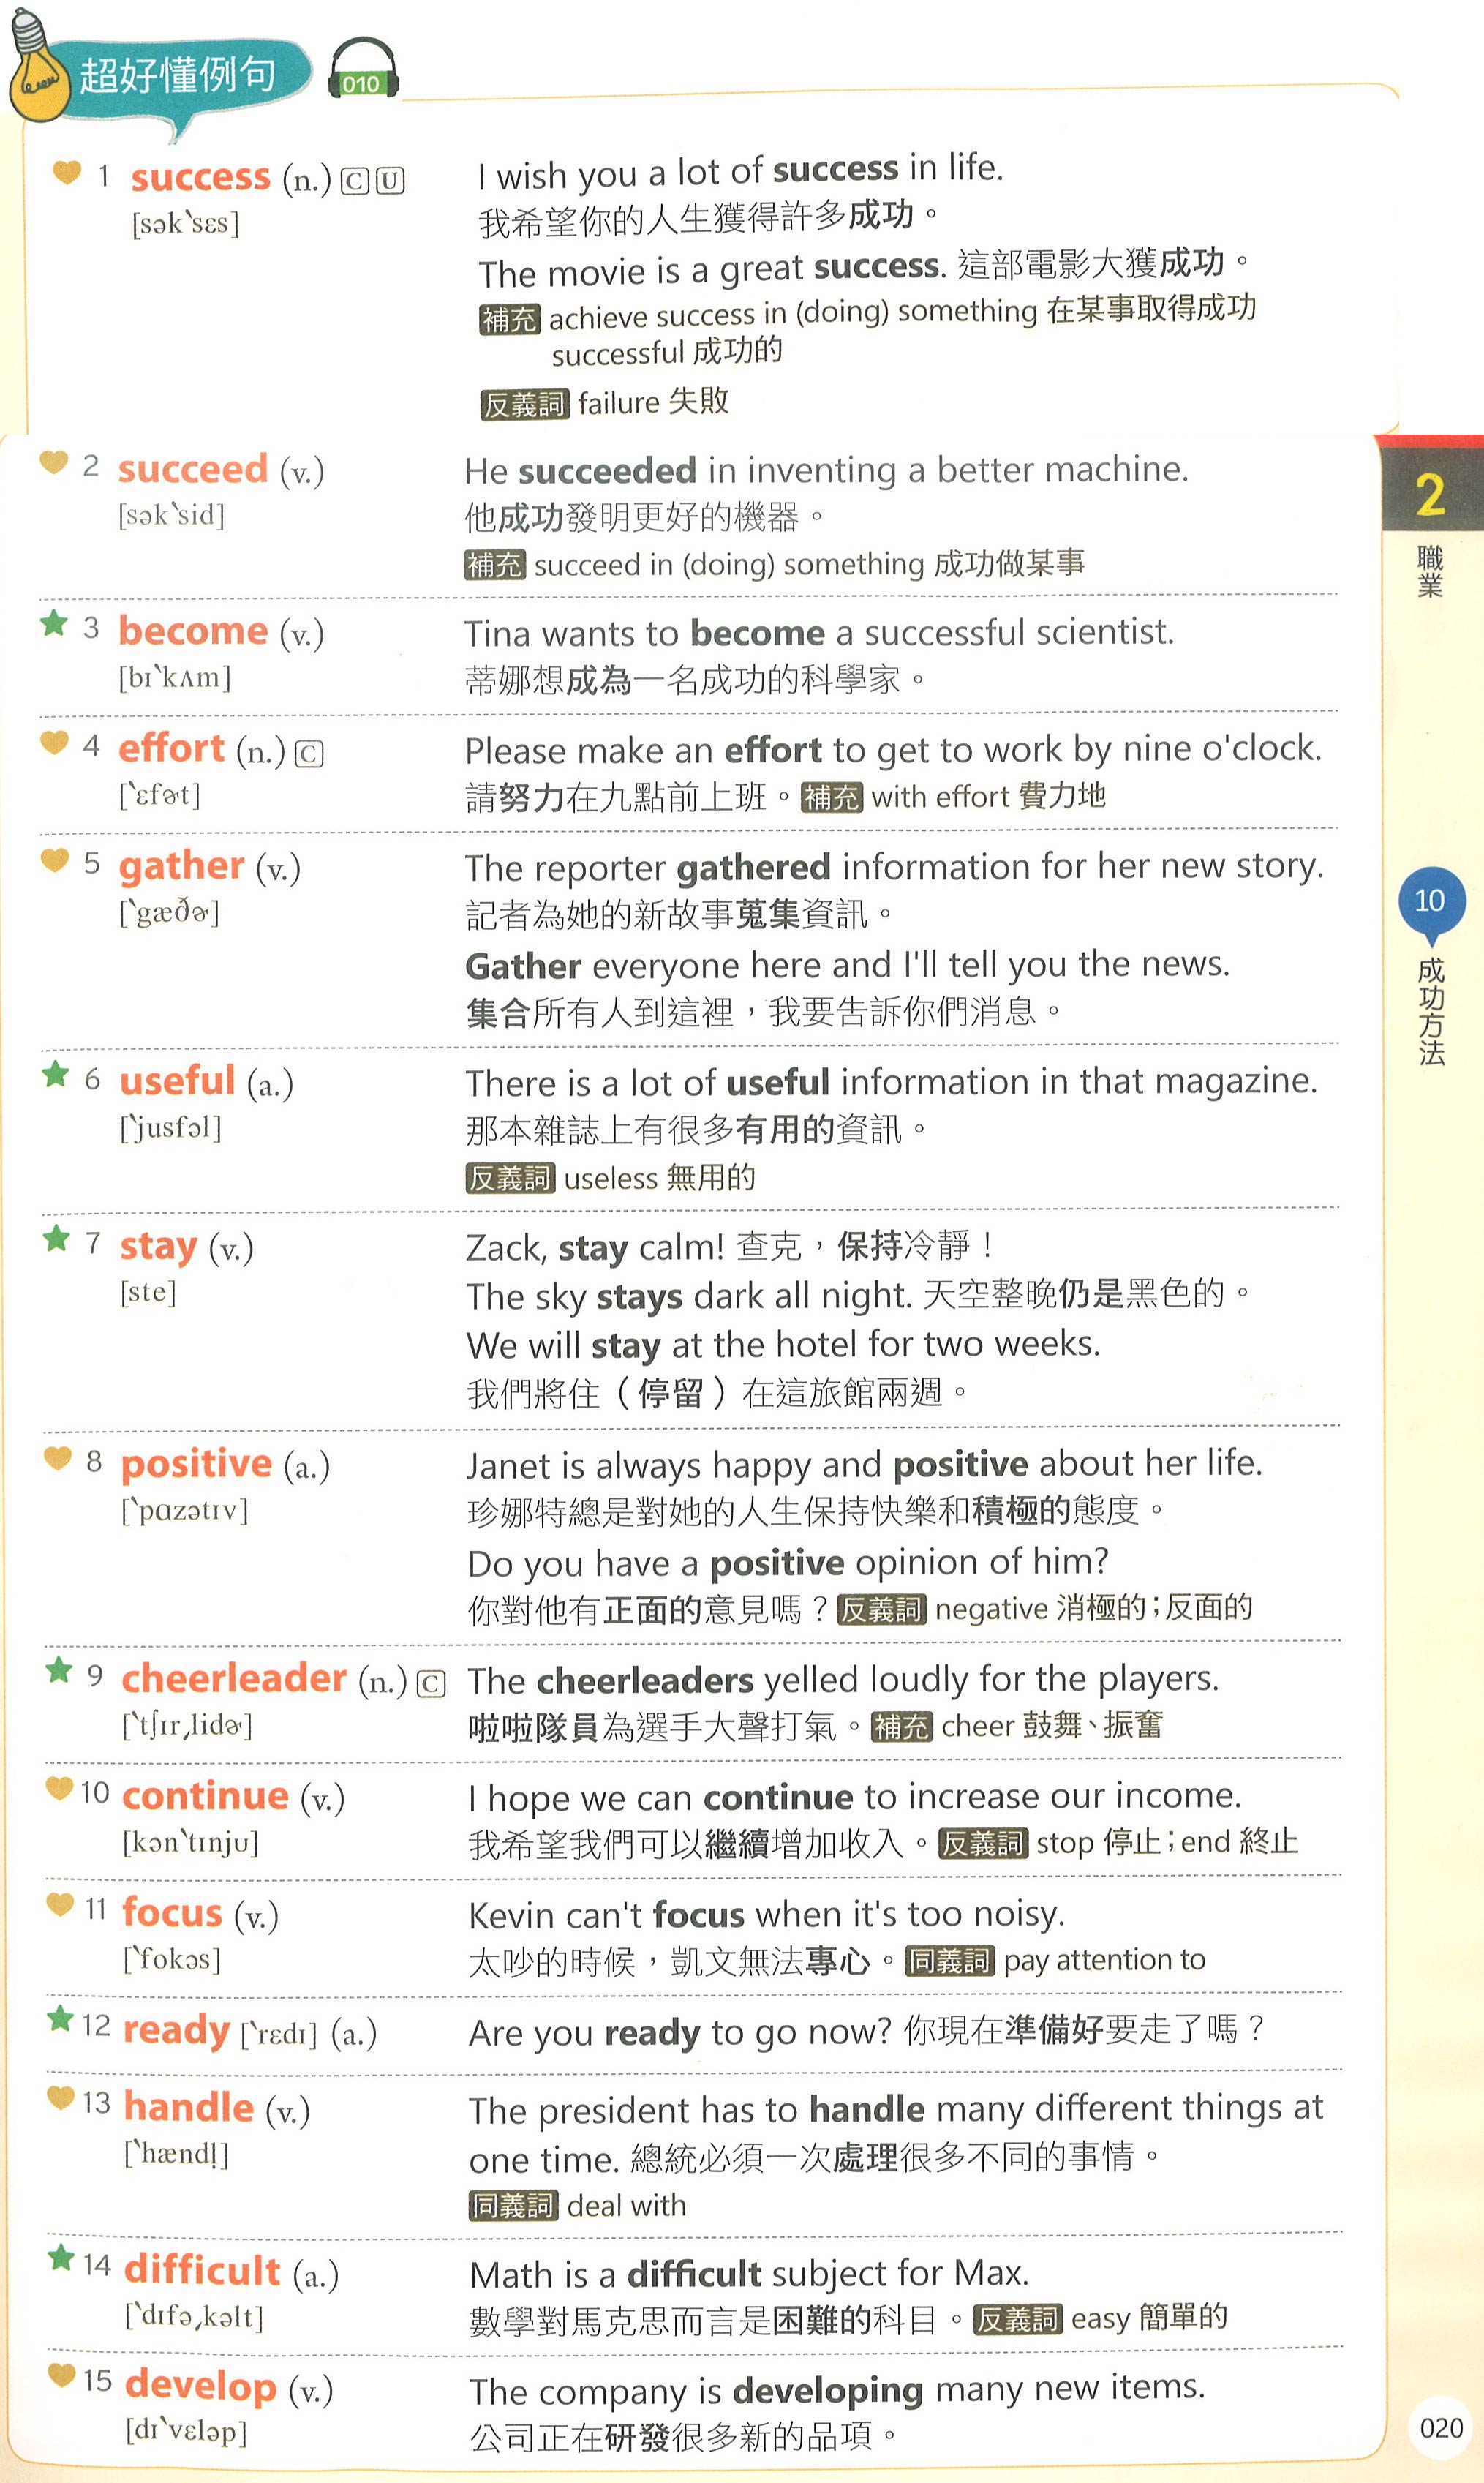 超好懂例句
010
1 success (n.) C U
[səkˋsɛs]
I wish you a lot of success in life.
我希望你的人生獲得許多成功。
The movie is a great success. 這部電影大獲成功。
補充 achieve success in (doing) something 在某事取得成功
successful 成功的
反義詞 failure 失敗
2 succeed (v.)
[səkˋsid]
He succeeded in inventing a better machine.
他成功發明更好的機器。
補充 succeed in (doing) something 成功做某事
3 become (v.)
[bɪˋkʌm]
Tina wants to become a successful scientist.
蒂娜想成為一名成功的科學家。
4 effort (n.) C
[ˋɛfɚt]
Please make an effort to get to work by nine o'clock.
請努力在九點前上班。補充 with effort 費力地
5 gather (v.)
[ˋgæðɚ]
The reporter gathered information for her new story.
記者為她的新故事蒐集資訊。
Gather everyone here and I'll tell you the news.
集合所有人到這裡，我要告訴你們消息。
6 useful (a.)
[ˋjusfəl]
There is a lot of useful information in that magazine.
那本雜誌上有很多有用的資訊。
反義詞 useless 無用的
7 stay (v.)
[ste]
Zack, stay calm! 查克，保持冷靜！
The sky stays dark all night. 天空整晚仍是黑色的。
We will stay at the hotel for two weeks.
我們將住（停留）在這旅館兩週。
8 positive (a.)
[ˋpɑzətɪv]
Janet is always happy and positive about her life.
珍娜特總是對她的人生保持快樂和積極的態度。
Do you have a positive opinion of him?
你對他有正面的意見嗎？反義詞 negative 消極的；反面的
9 cheerleader (n.) C
[ˋtʃɪrˏlidɚ]
The cheerleaders yelled loudly for the players.
啦啦隊員為選手大聲打氣。補充 cheer 鼓舞、振奮
10 continue (v.)
[kənˋtɪnjʊ]
I hope we can continue to increase our income.
我希望我們可以繼續增加收入。反義詞 stop 停止；end 終止
11 focus (v.)
[ˋfokəs]
Kevin can't focus when it's too noisy.
太吵的時候，凱文無法專心。同義詞 pay attention to
12 ready [ˋrɛdɪ] (a.)
Are you ready to go now? 你現在準備好要走了嗎？
13 handle (v.)
[ˋhændḷ]
The president has to handle many different things at
one time. 總統必須一次處理很多不同的事情。
同義詞 deal with
14 difficult (a.)
[ˋdɪfəˏkəlt]
Math is a difficult subject for Max.
數學對馬克思而言是困難的科目。反義詞 easy 簡單的
15 develop (v.)
[dɪˋvɛləp]
The company is developing many new items.
公司正在研發很多新的品項。
2
職業
10
成功方法
020